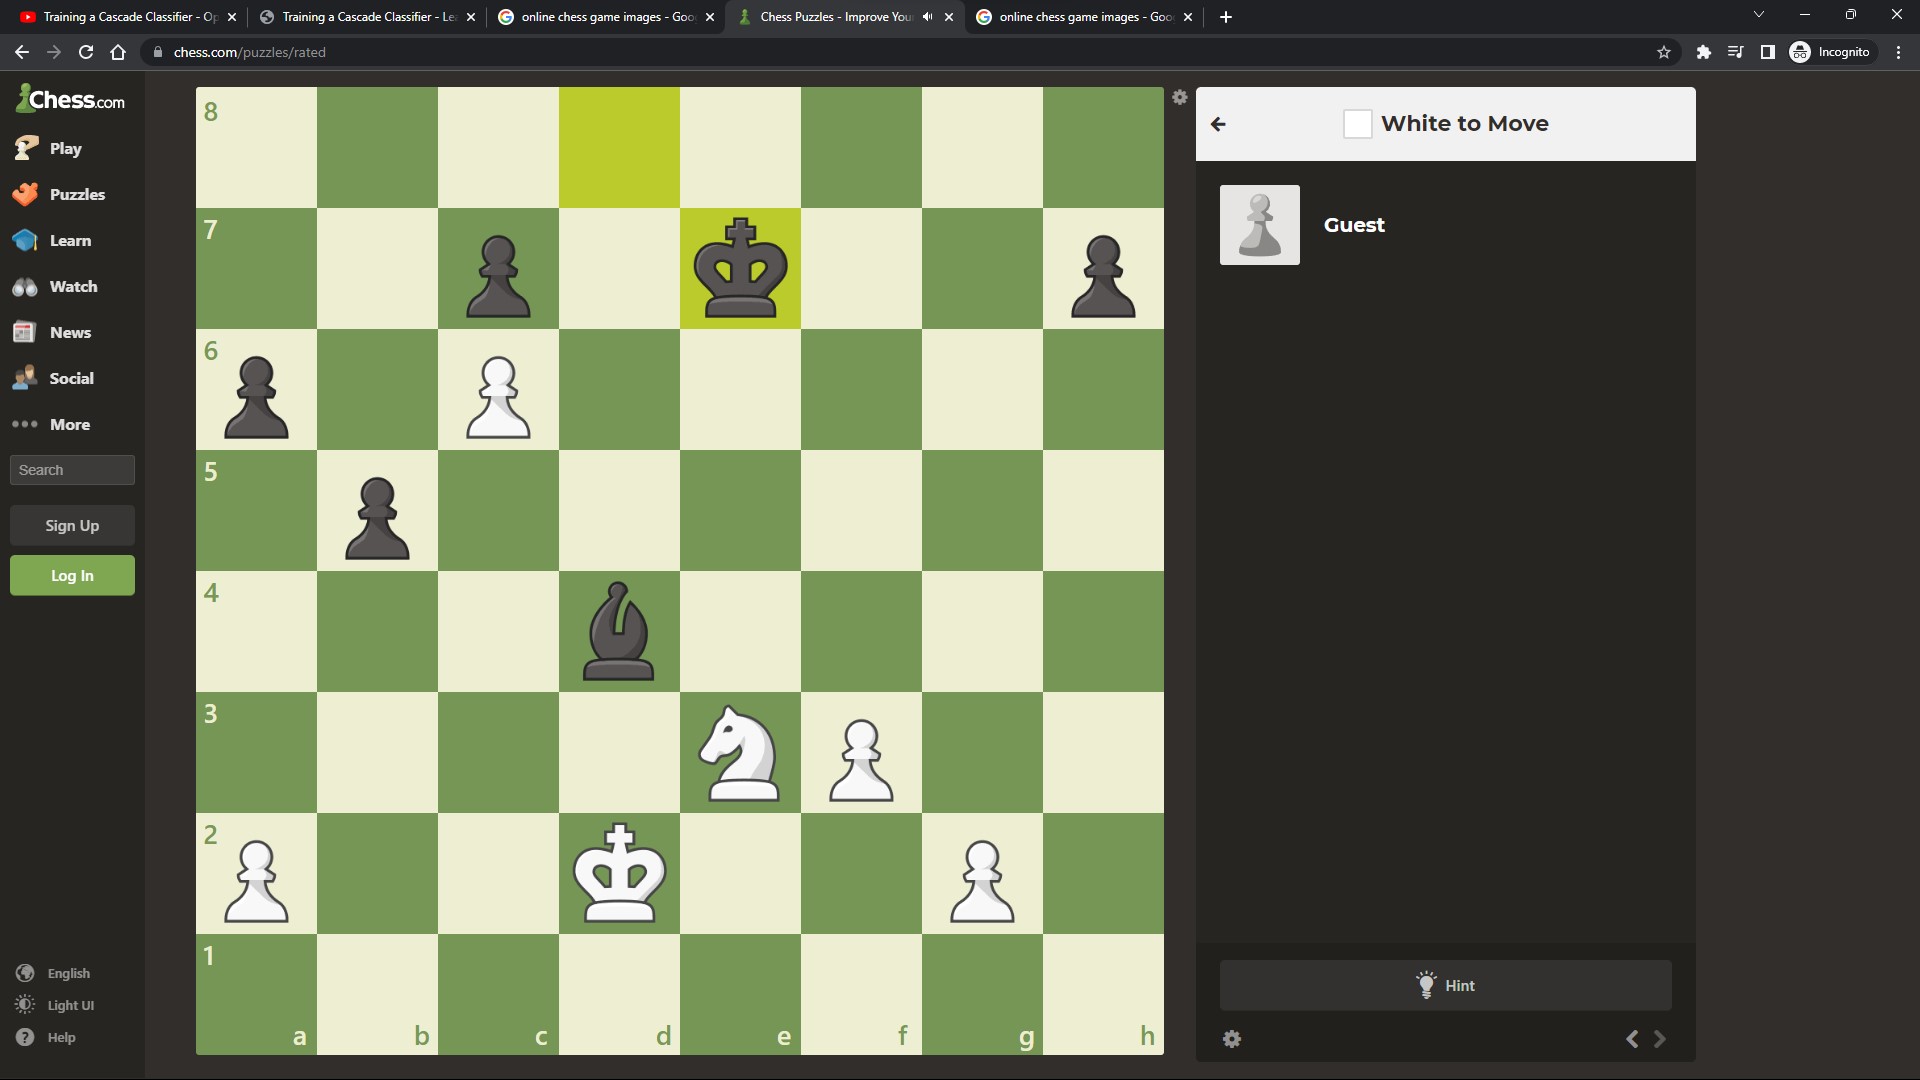 Training a Cascade Classifier - Op
Training a Cascade Classifier - Le
online chess game images - Goo
Chess Puzzles - Improve You
online chess game images - Goo
chess.com/puzzles/rated
Incognito
Chess.com
Play
Puzzles
Learn
Watch
News
Social
More
Search
Sign Up
Log In
English
Light UI
Help
8
7
6
5
4
3
2
1
a b c d e f g h
White to Move
Guest
Hint